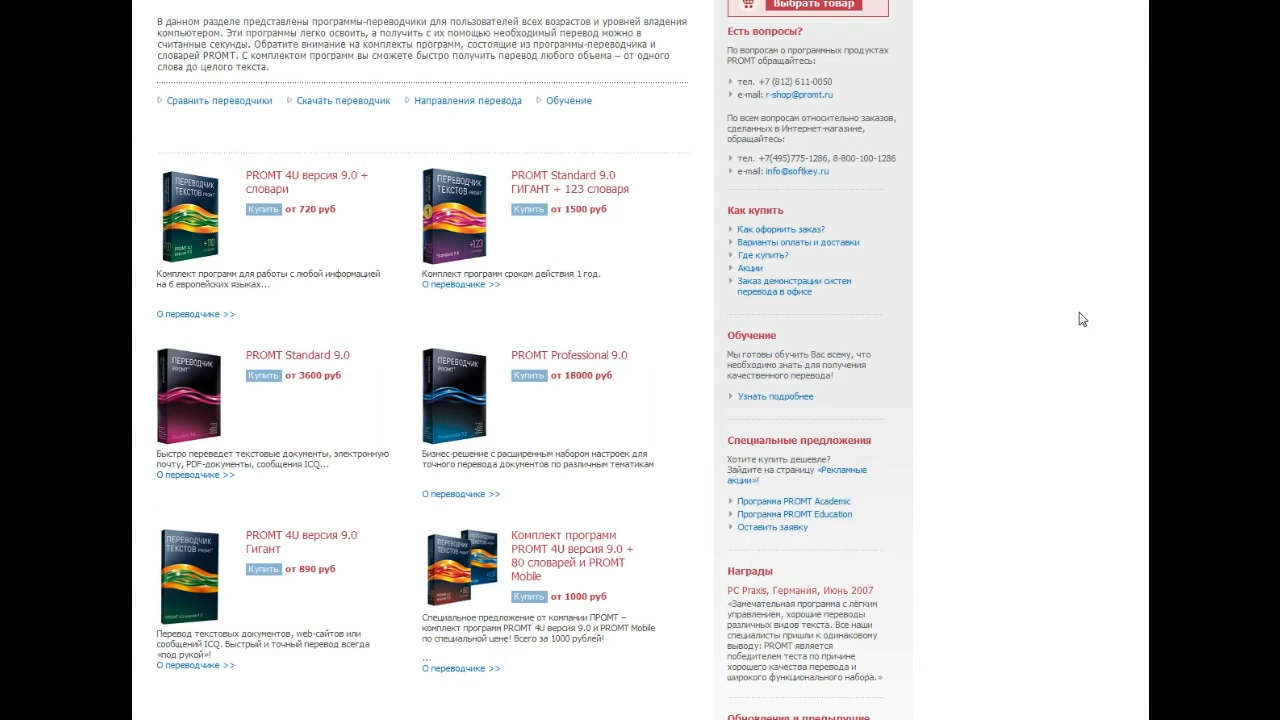 В данном разделе представлены программы-переводчики для пользователей всех возрастов и уровней владения
компьютером. Эти программы легко освоить, а получить с их помощью необходимый перевод можно в
считанные секунды. Обратите внимание на комплекты программ, состоящие из программы-переводчика и
словарей PROMT. С комплектом программ вы сможете быстро получить перевод любого объема – от одного
слова до целого текста.
Сравнить переводчики
Скачать переводчик
Направления перевода
Обучение
PROMT 4U версия 9.0 +
словари
Купить от 720 руб
Комплект программ для работы с любой информацией
на 6 европейских языках...
О переводчике >>
PROMT Standard 9.0
ГИГАНТ + 123 словаря
Купить от 1500 руб
Комплект программ сроком действия 1 год.
О переводчике >>
PROMT Standard 9.0
Купить от 3600 руб
Быстро переведет текстовые документы, электронную
почту, PDF-документы, сообщения ICQ...
О переводчике >>
PROMT Professional 9.0
Купить от 18000 руб
Бизнес-решение с расширенным набором настроек для
точного перевода документов по различным тематикам
О переводчике >>
PROMT 4U версия 9.0
Гигант
Купить от 890 руб
Перевод текстовых документов, web-сайтов или
сообщений ICQ. Быстрый и точный перевод всегда
«под рукой»!
О переводчике >>
Комплект программ
PROMT 4U версия 9.0 +
80 словарей и PROMT
Mobile
Купить от 1000 руб
Специальное предложение от компании ПРОМТ –
комплект программ PROMT 4U версия 9.0 и PROMT Mobile
по специальной цене! Всего за 1000 рублей!
...
О переводчике >>
Выбрать товар
Есть вопросы?
По вопросам о программных продуктах
PROMT обращайтесь:
тел. +7 (812) 611-0050
e-mail: r-shop@promt.ru
По всем вопросам относительно заказов,
сделанных в Интернет-магазине,
обращайтесь:
тел. +7(495)775-1286, 8-800-100-1286
e-mail: info@softkey.ru
Как купить
Как оформить заказ?
Варианты оплаты и доставки
Где купить?
Акции
Заказ демонстрации систем
перевода в офисе
Обучение
Мы готовы обучить Вас всему, что
необходимо знать для получения
качественного перевода!
Узнать подробнее
Специальные предложения
Хотите купить дешевле?
Зайдите на страницу «Рекламные
акции»!
Программа PROMT Academic
Программа PROMT Education
Оставить заявку
Награды
PC Praxis, Германия, Июнь 2007
«Замечательная программа с лёгким
управлением, хорошие переводы
различных видов текста. Все наши
специалисты пришли к одинаковому
выводу: PROMT является
победителем теста по причине
хорошего качества перевода и
широкого функционального набора.»
Обновления и предыдущие
ПЕРЕВОДЧИК
ТЕКСТОВ PROMT
ПЕРЕВОДЧИК
ТЕКСТОВ PROMT
+123
ПЕРЕВОДЧИК
PROMT
ПЕРЕВОДЧИК
PROMT
ПЕРЕВОДЧИК
ТЕКСТОВ PROMT